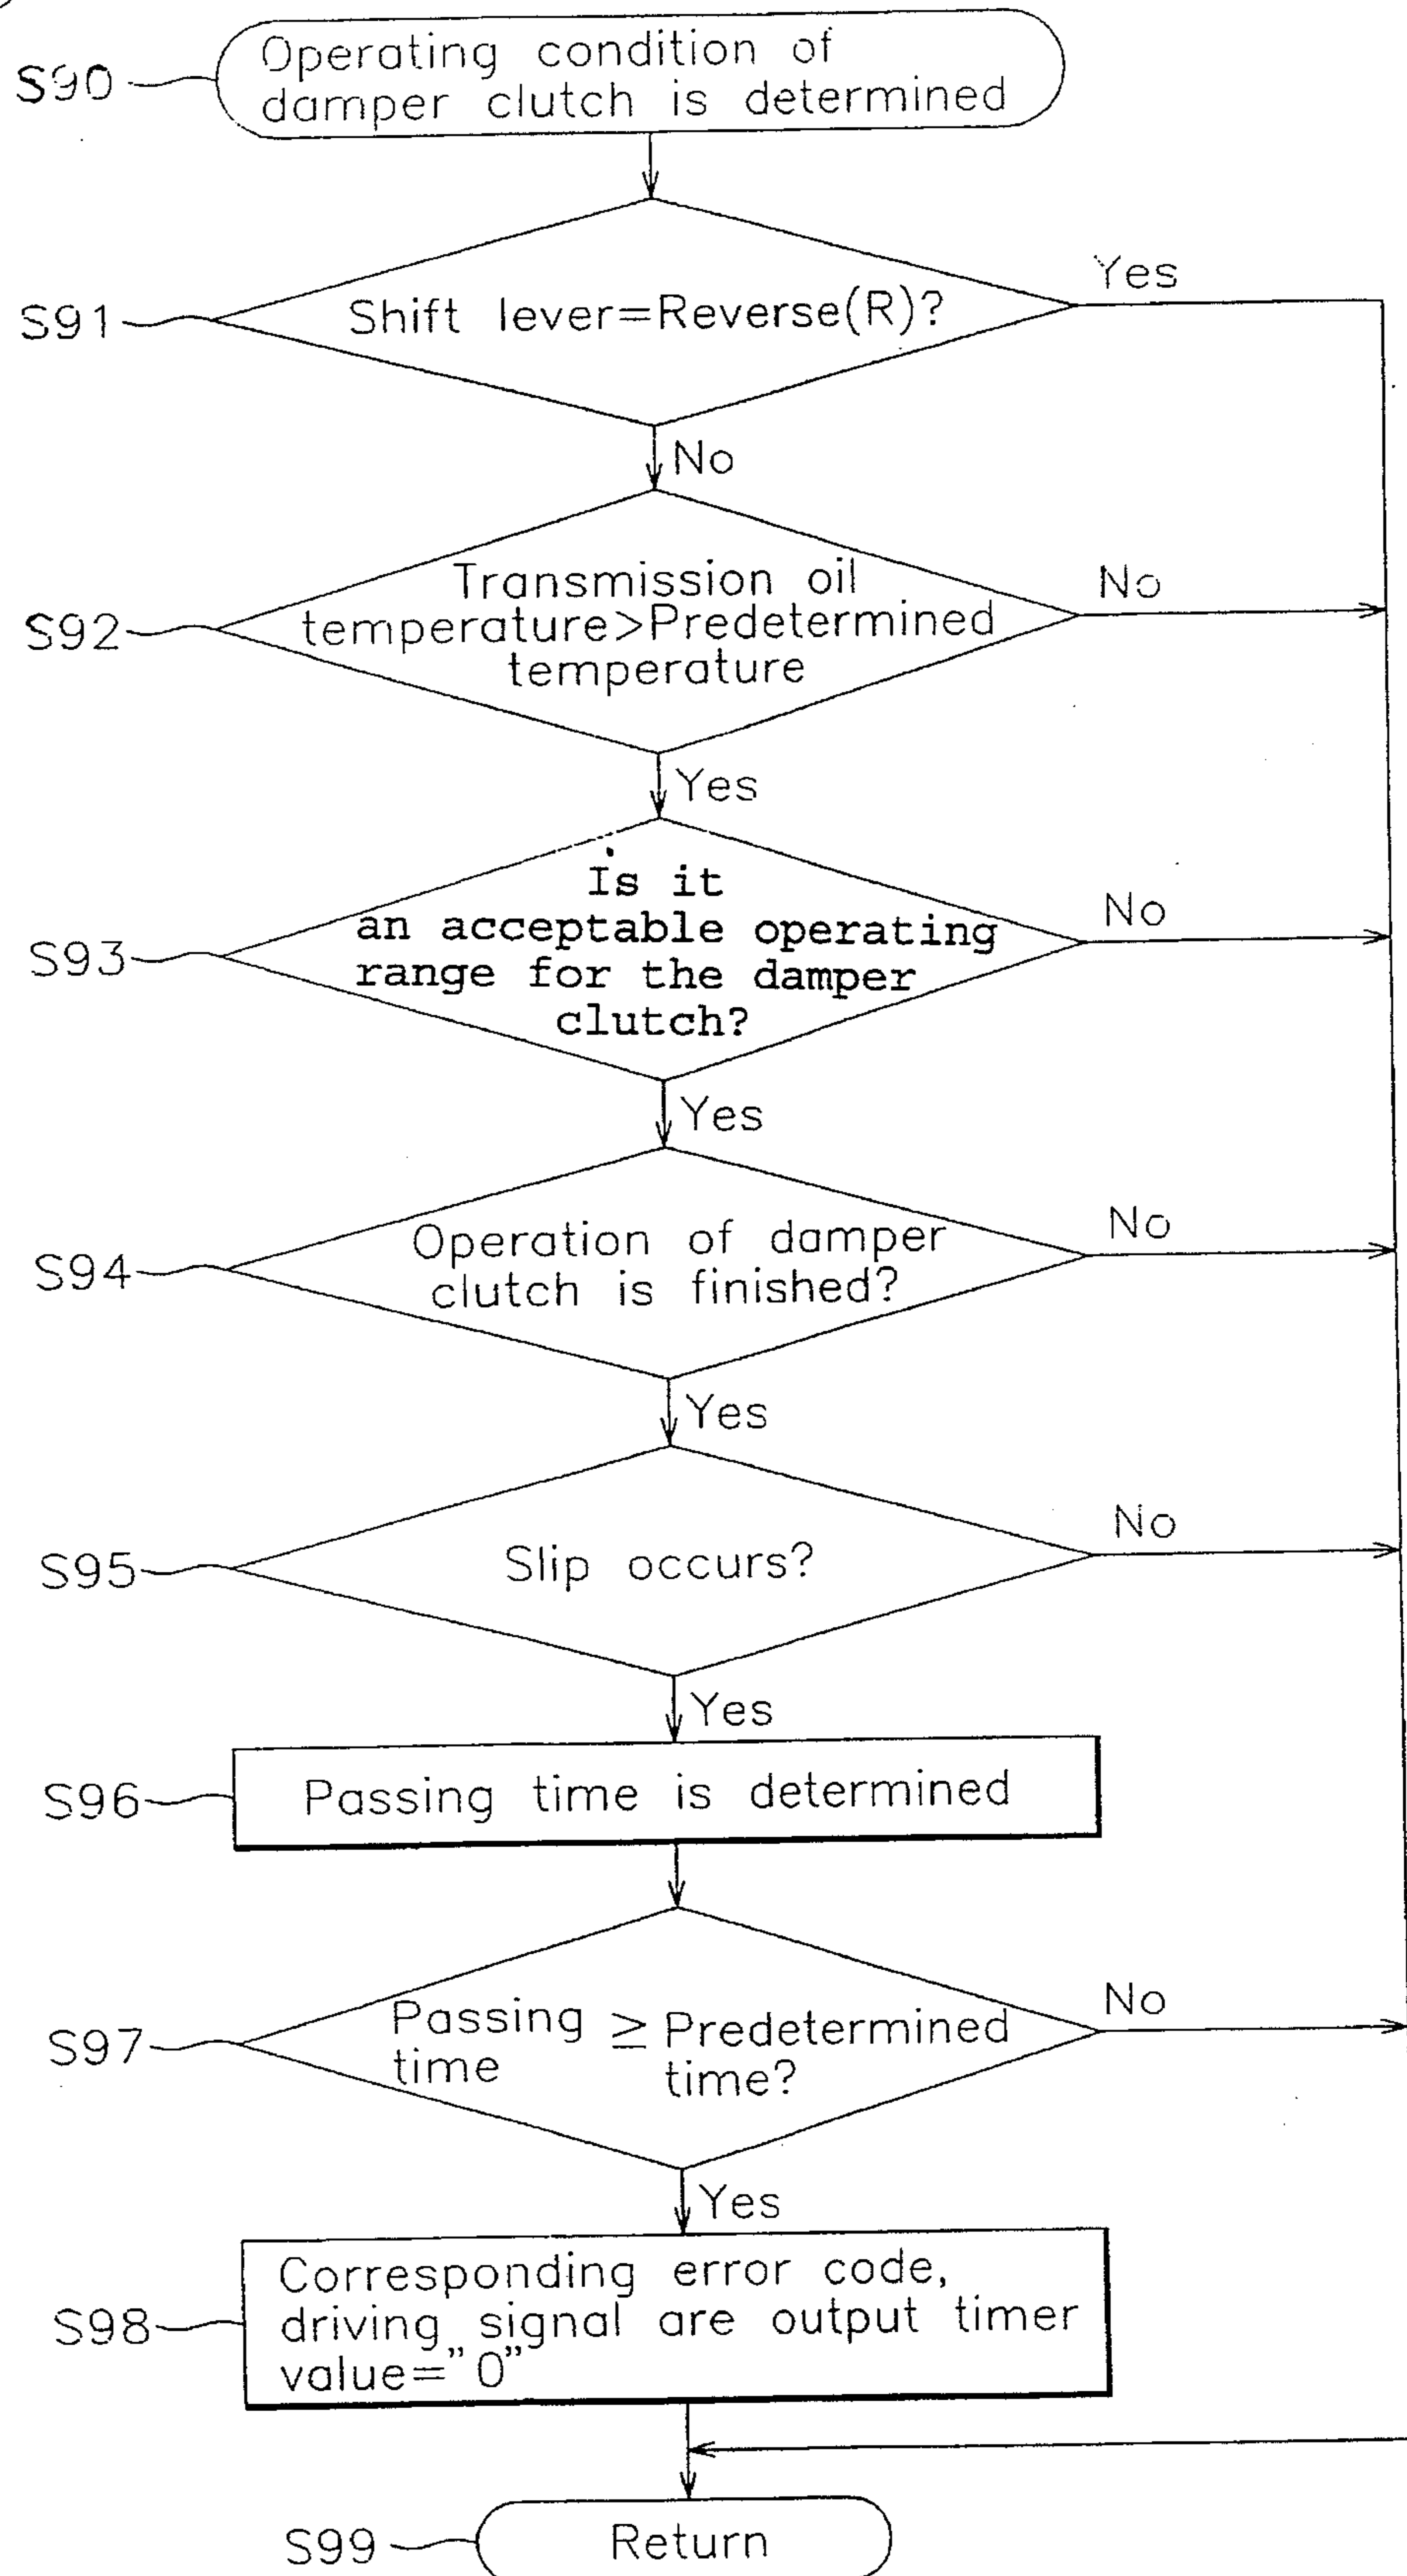 S90
Operating condition of
damper clutch is determined
S91
Shift lever=Reverse(R)?
Yes
No
S92
Transmission oil
temperature>Predetermined
temperature
No
Yes
S93
Is it
an acceptable operating
range for the damper
clutch?
No
Yes
S94
Operation of damper
clutch is finished?
No
Yes
S95
Slip occurs?
No
Yes
S96
Passing time is determined
S97
Passing ≥ Predetermined
time time?
No
Yes
S98
Corresponding error code,
driving signal are output timer
value="0"
S99
Return